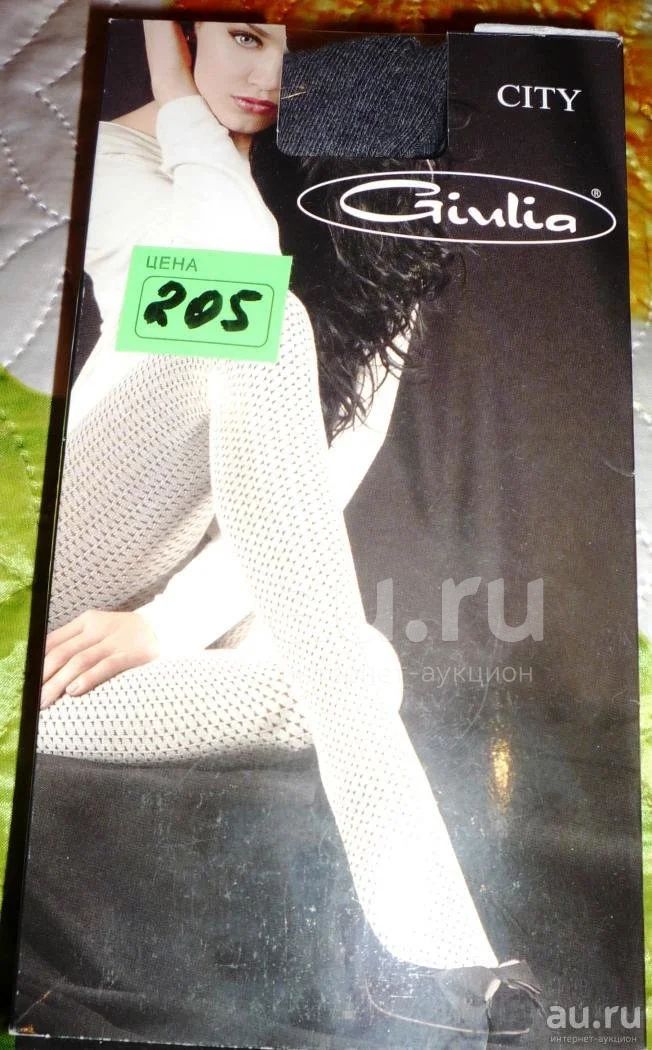 CITY
Giulia®
ЦЕНА
205
u.ru
нет-аукцион
au.ru
интернет-аукцион